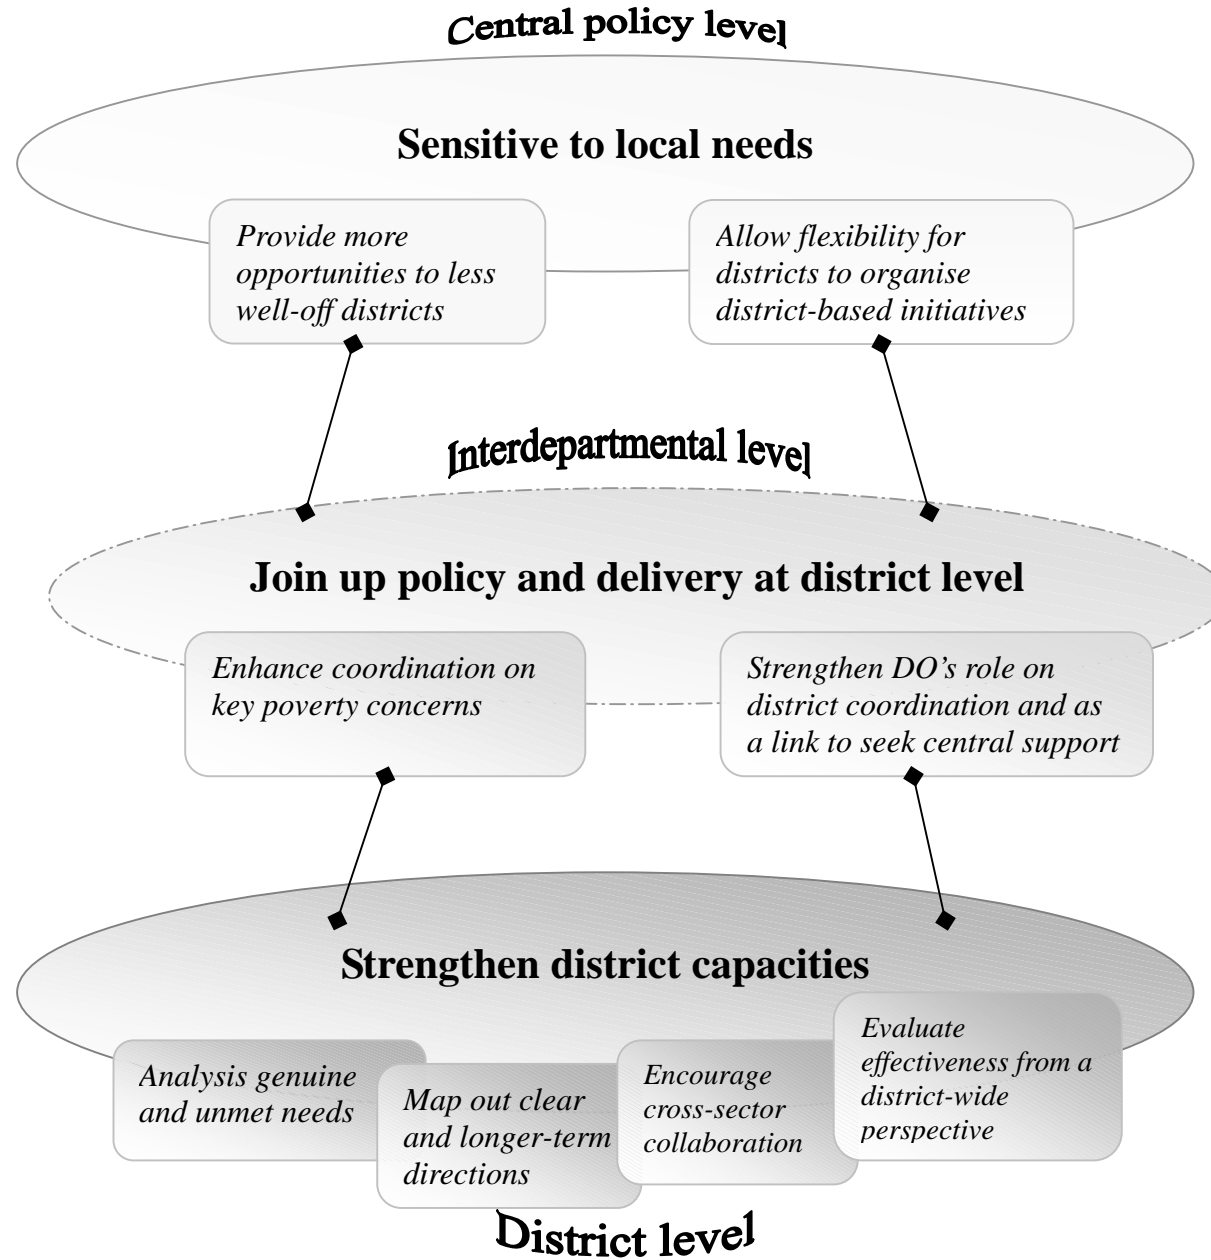 Central policy level
Sensitive to local needs
Provide more
opportunities to less
well-off districts
Allow flexibility for
districts to organise
district-based initiatives
Interdepartmental level
Join up policy and delivery at district level
Enhance coordination on
key poverty concerns
Strengthen DO’s role on
district coordination and as
a link to seek central support
Strengthen district capacities
Analysis genuine
and unmet needs
Map out clear
and longer-term
directions
Encourage
cross-sector
collaboration
Evaluate
effectiveness from a
district-wide
perspective
District level